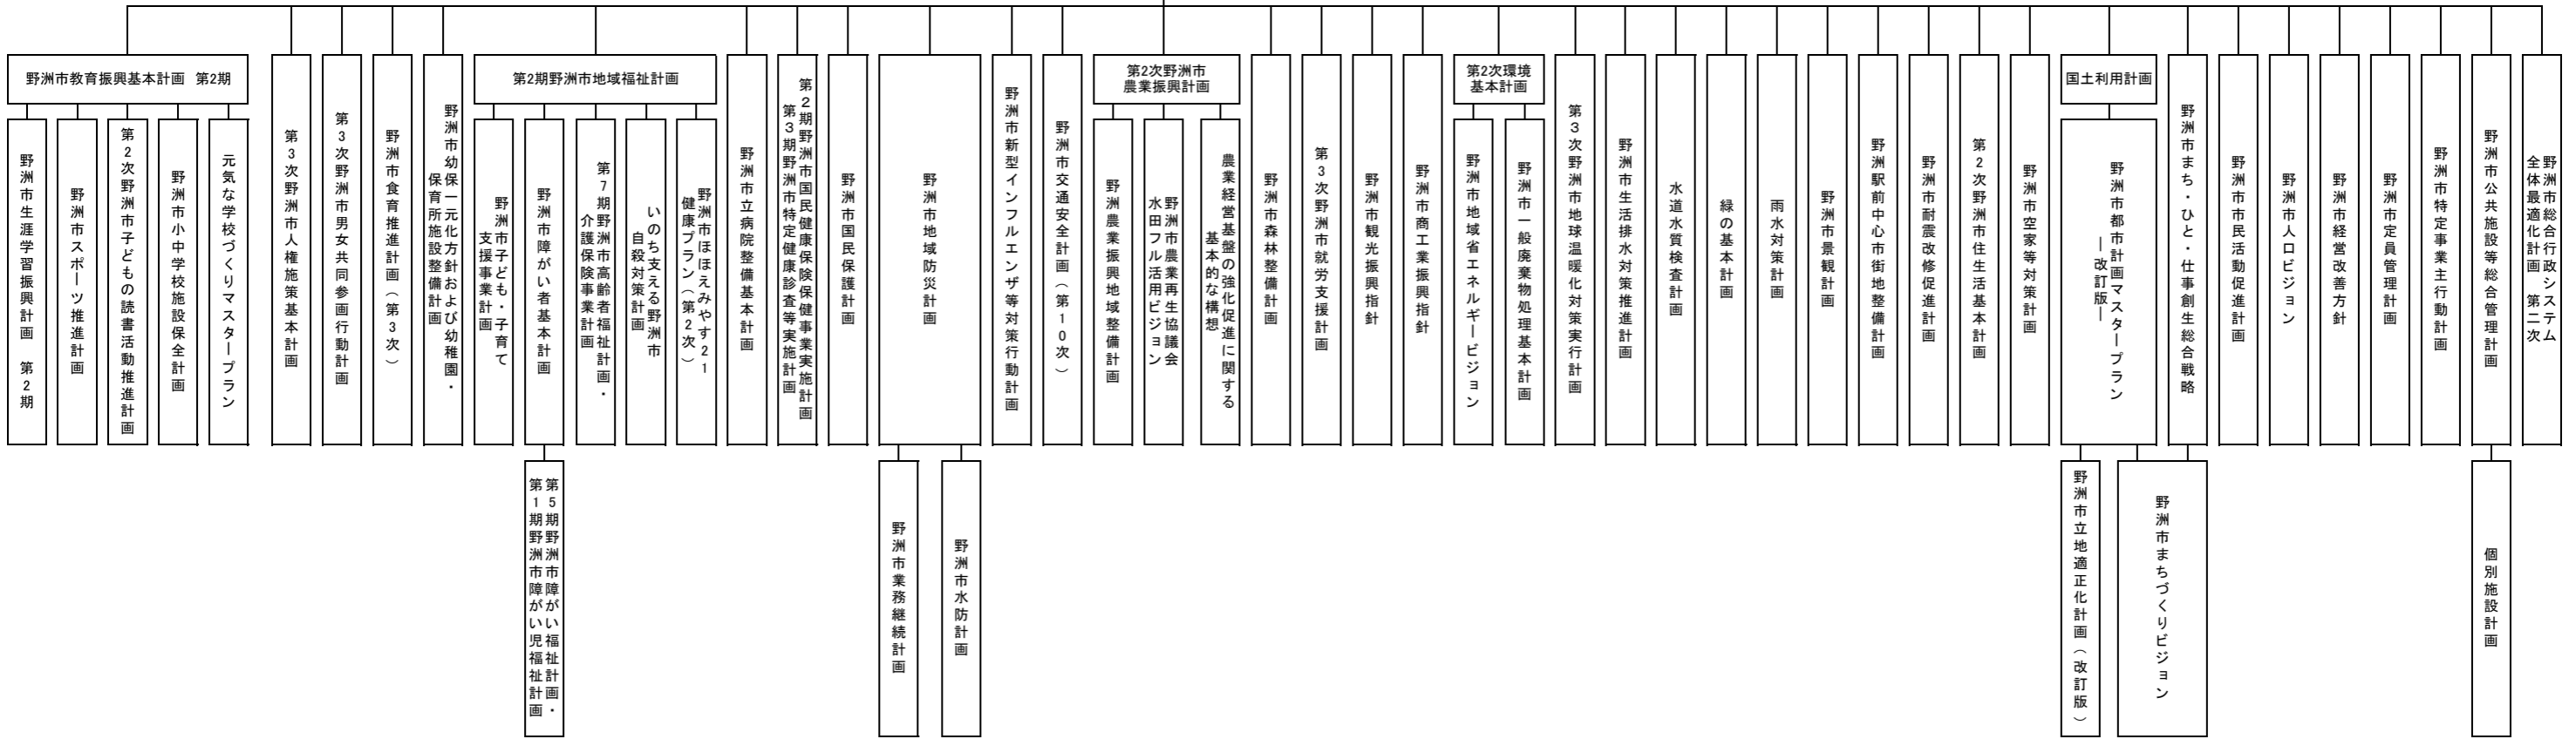 野洲市教育振興基本計画　第2期
野洲市生涯学習振興計画　第2期
野洲市スポーツ推進計画
第2次野洲市子どもの読書活動推進計画
野洲市小中学校施設保全計画
元気な学校づくりマスタープラン
第3次野洲市人権施策基本計画
第3次野洲市男女共同参画行動計画
野洲市食育推進計画（第3次）
野洲市幼保一元化方針および幼稚園・
保育所施設整備計画
第2期野洲市地域福祉計画
野洲市子ども・子育て
支援事業計画
野洲市障がい者基本計画
第5期野洲市障がい福祉計画・
第1期野洲市障がい児福祉計画
第7期野洲市高齢者福祉計画・
介護保険事業計画
いのち支える野洲市
自殺対策計画
野洲市ほほえみやす21
健康プラン（第2次）
野洲市立病院整備基本計画
第2期野洲市国民健康保険保健事業実施計画
第3期野洲市特定健康診査等実施計画
野洲市国民保護計画
野洲市地域防災計画
野洲市業務継続計画
野洲市水防計画
野洲市新型インフルエンザ等対策行動計画
野洲市交通安全計画（第10次）
第2次野洲市
農業振興計画
野洲農業振興地域整備計画
野洲市農業再生協議会
水田フル活用ビジョン
農業経営基盤の強化促進に関する
基本的な構想
野洲市森林整備計画
第3次野洲市就労支援計画
野洲市観光振興指針
野洲市商工業振興指針
第2次環境
基本計画
野洲市地域省エネルギービジョン
野洲市一般廃棄物処理基本計画
第3次野洲市地球温暖化対策実行計画
野洲市生活排水対策推進計画
水道水質検査計画
緑の基本計画
雨水対策計画
野洲市景観計画
野洲駅前中心市街地整備計画
野洲市耐震改修促進計画
第2次野洲市住生活基本計画
野洲市空家等対策計画
国土利用計画
野洲市都市計画マスタープラン
―改訂版―
野洲市立地適正化計画（改訂版）
野洲市まち・ひと・仕事創生総合戦略
野洲市まちづくりビジョン
野洲市市民活動促進計画
野洲市人口ビジョン
野洲市経営改善方針
野洲市定員管理計画
野洲市特定事業主行動計画
野洲市公共施設等総合管理計画
個別施設計画
野洲市総合行政システム
全体最適化計画　第二次